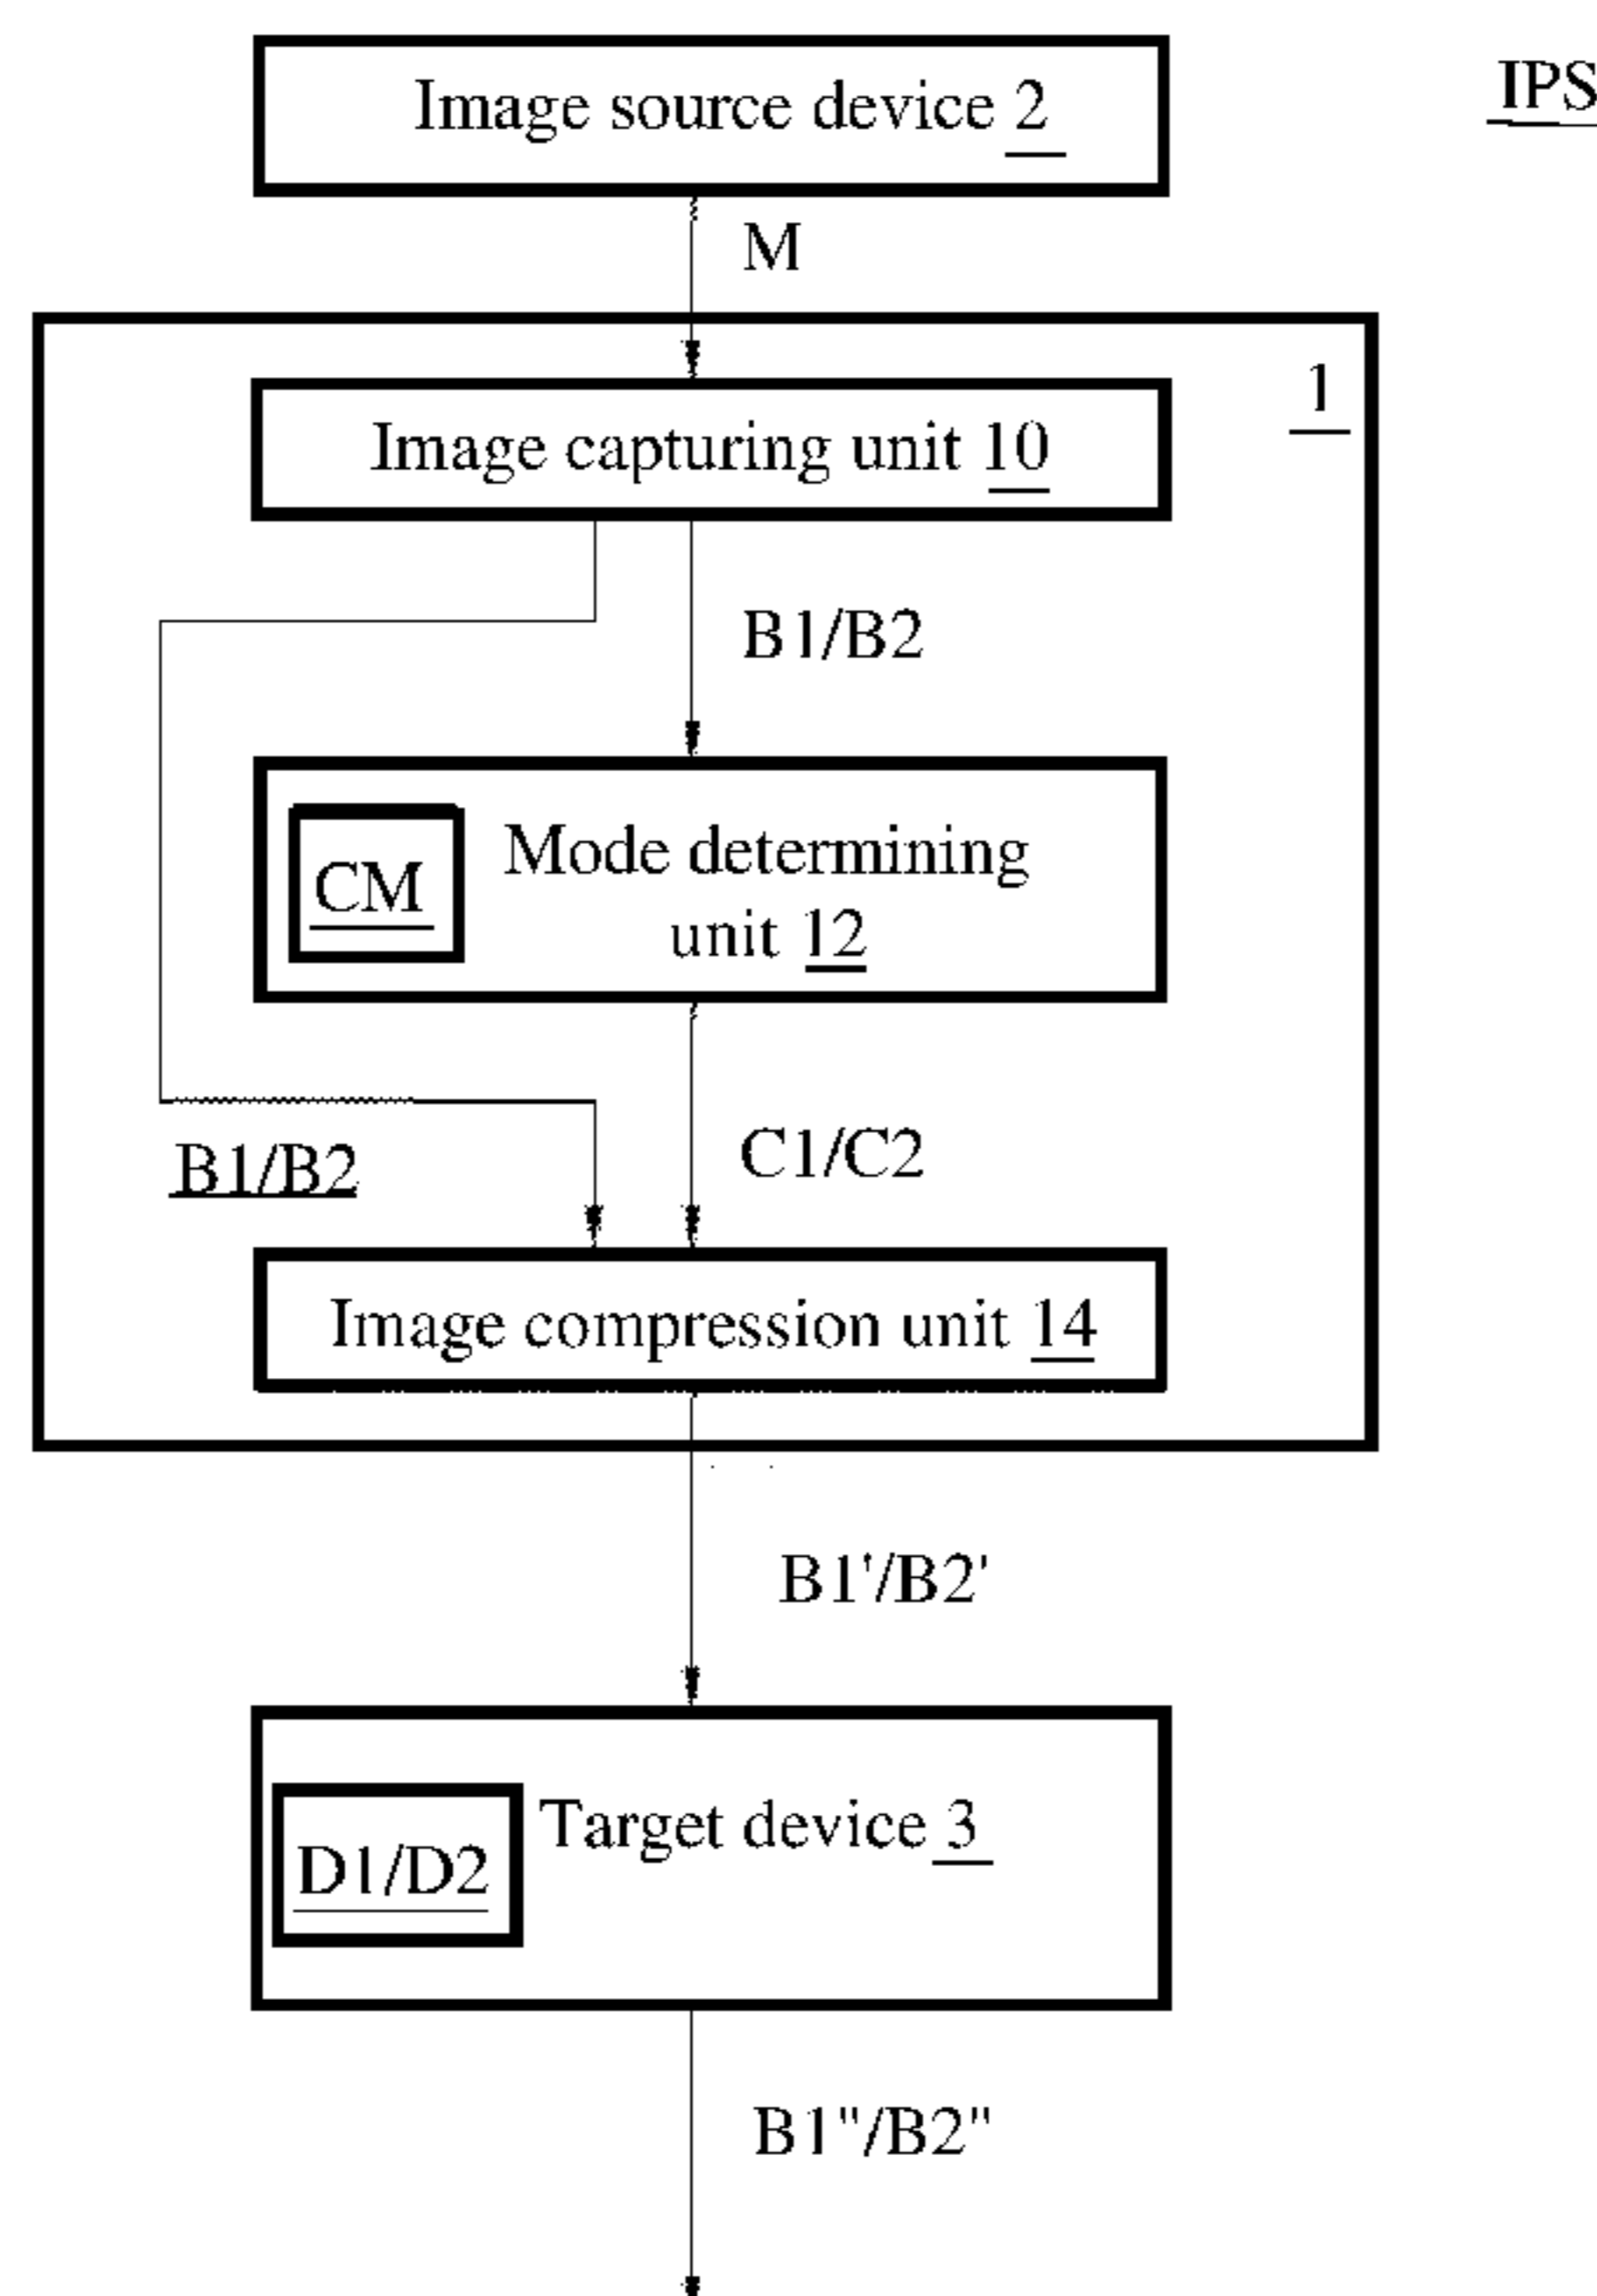 Image source device 2
IPS
M
1
Image capturing unit 10
B1/B2
CM
Mode determining
unit 12
B1/B2
C1/C2
Image compression unit 14
B1'/B2'
Target device 3
D1/D2
B1"/B2"